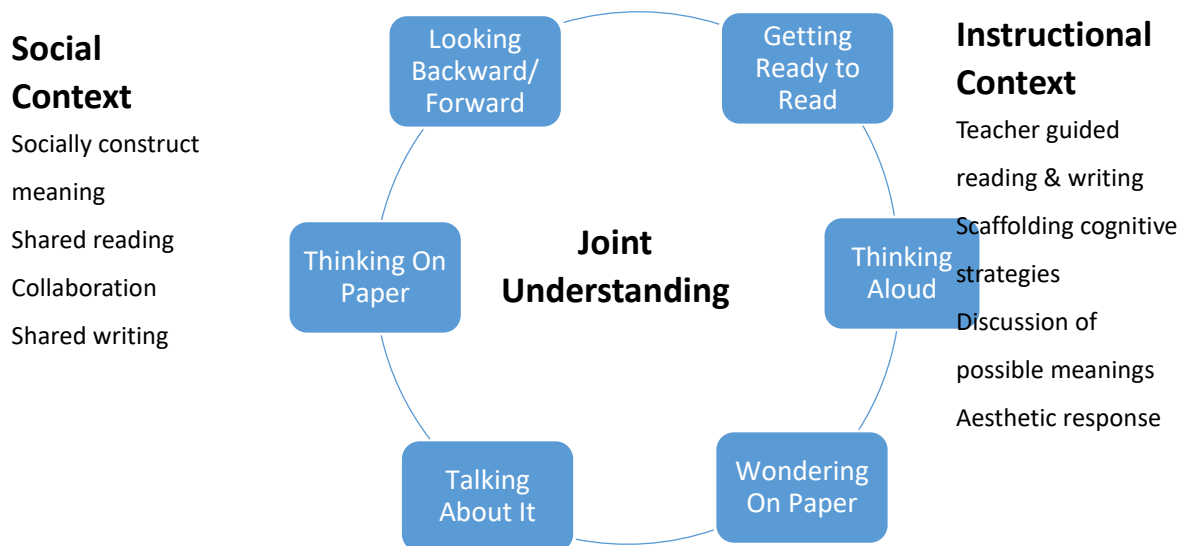 Social
Context
Socially construct
meaning
Shared reading
Collaboration
Shared writing
Looking
Backward/
Forward
Getting
Ready to
Read
Thinking On
Paper
Joint
Understanding
Thinking
Aloud
Talking
About It
Wondering
On Paper
Instructional
Context
Teacher guided
reading & writing
Scaffolding cognitive
strategies
Discussion of
possible meanings
Aesthetic response